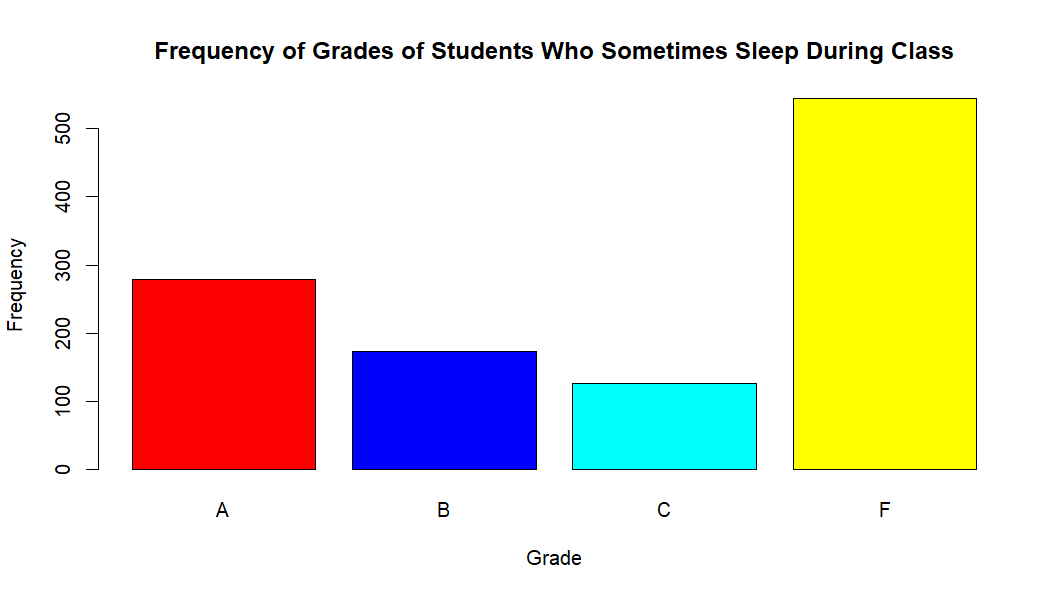 Frequency of Grades of Students Who Sometimes Sleep During Class
Frequency
500
400
300
200
100
0
A B C F
Grade